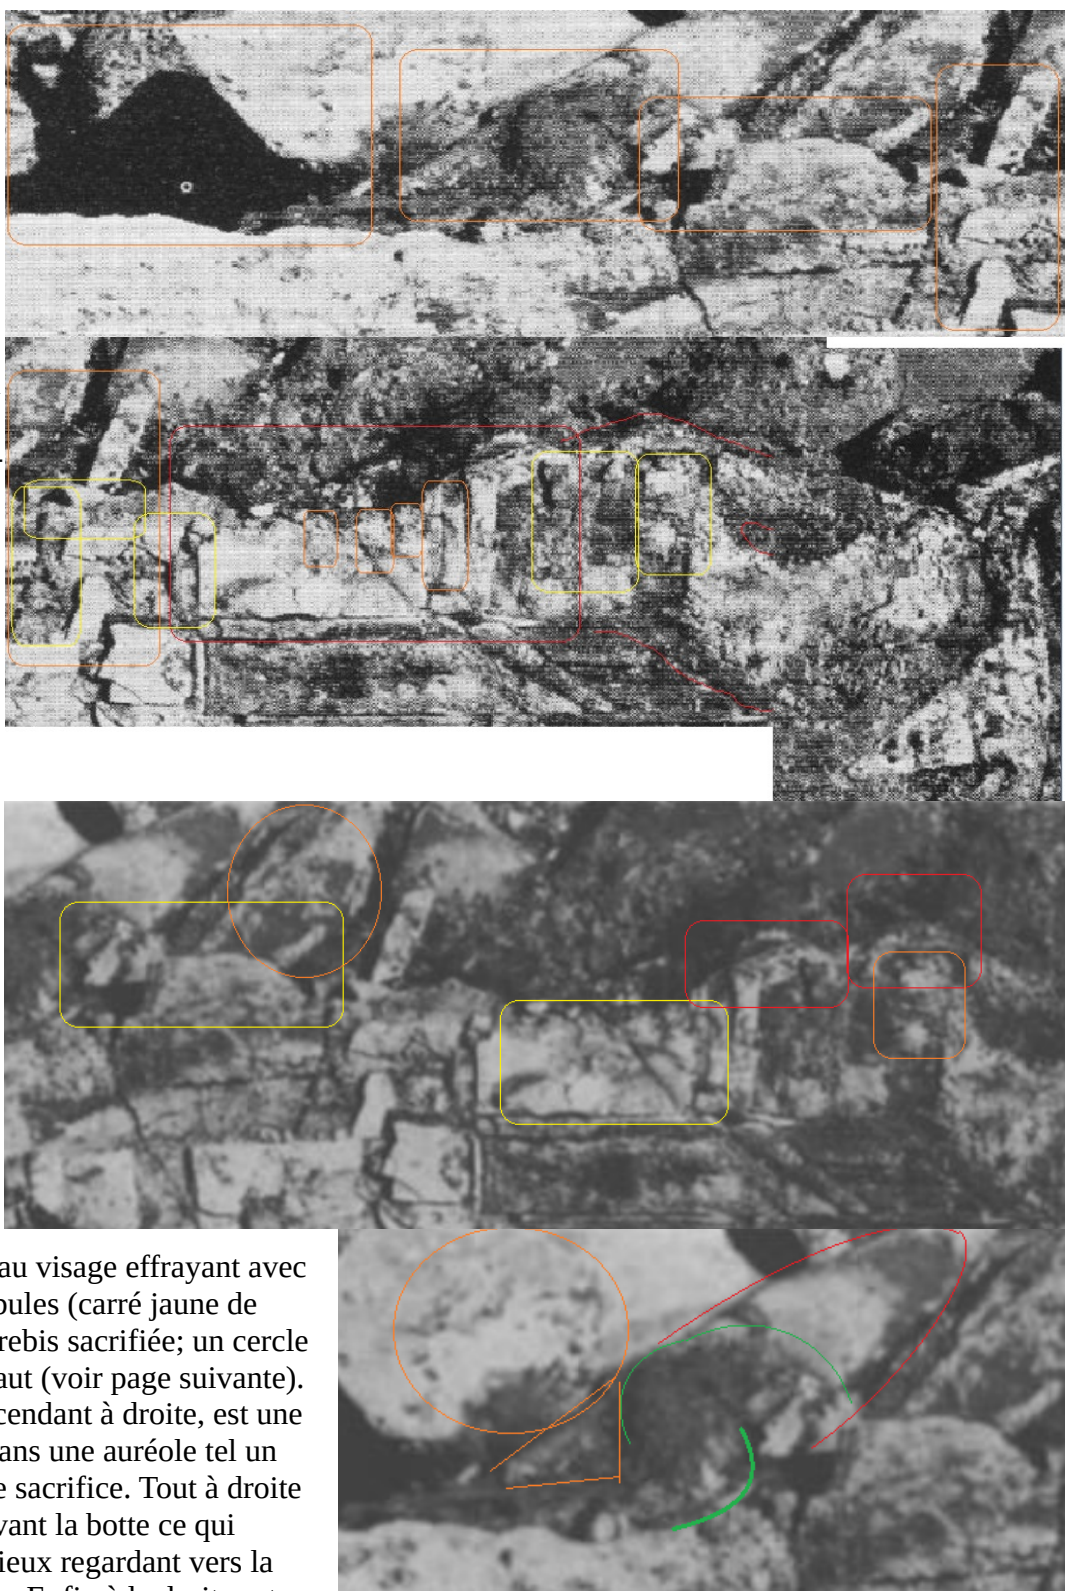 au visage effrayant avec
bules (carré jaune de
rebis sacrifiée; un cercle
aut (voir page suivante).
cendant à droite, est une
ans une auréole tel un
e sacrifice. Tout à droite
vant la botte ce qui
ieux regardant vers la